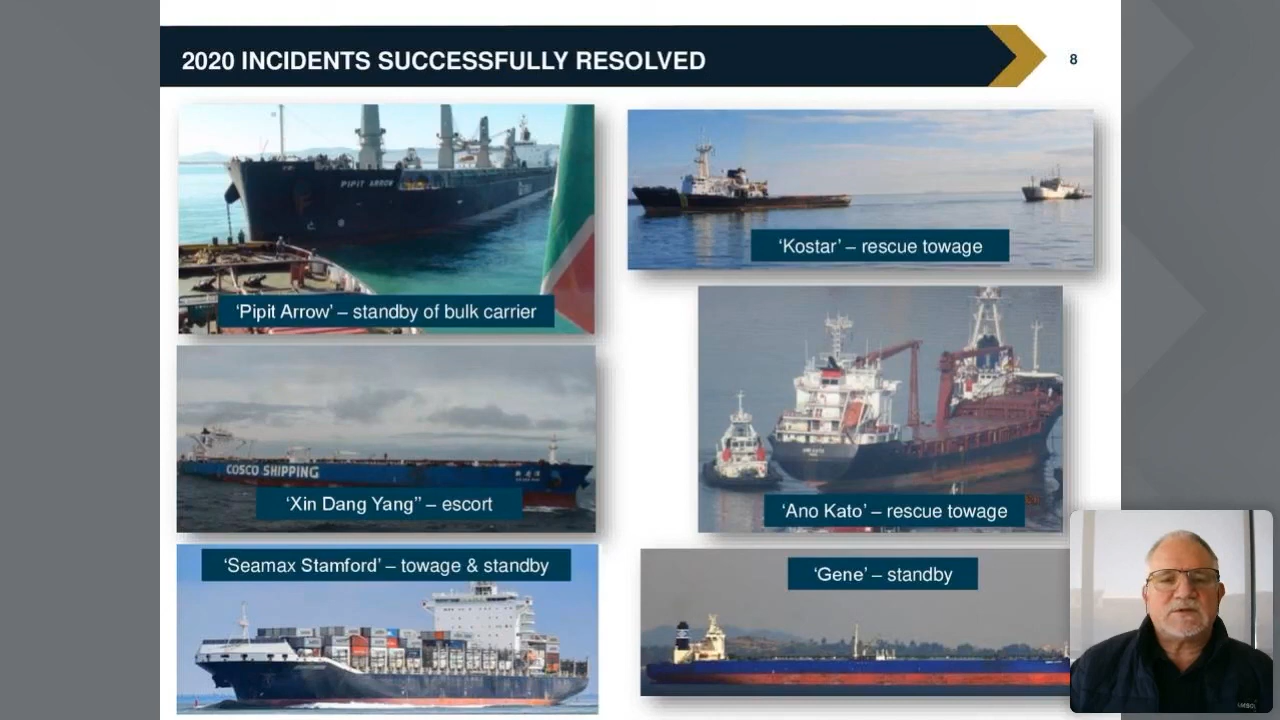 2020 INCIDENTS SUCCESSFULLY RESOLVED
8
PIPIT ARROW
'Pipit Arrow' – standby of bulk carrier
'Kostar' – rescue towage
COSCO SHIPPING
'Xin Dang Yang'' – escort
'Ano Kato' – rescue towage
'Seamax Stamford' – towage & standby
'Gene' – standby